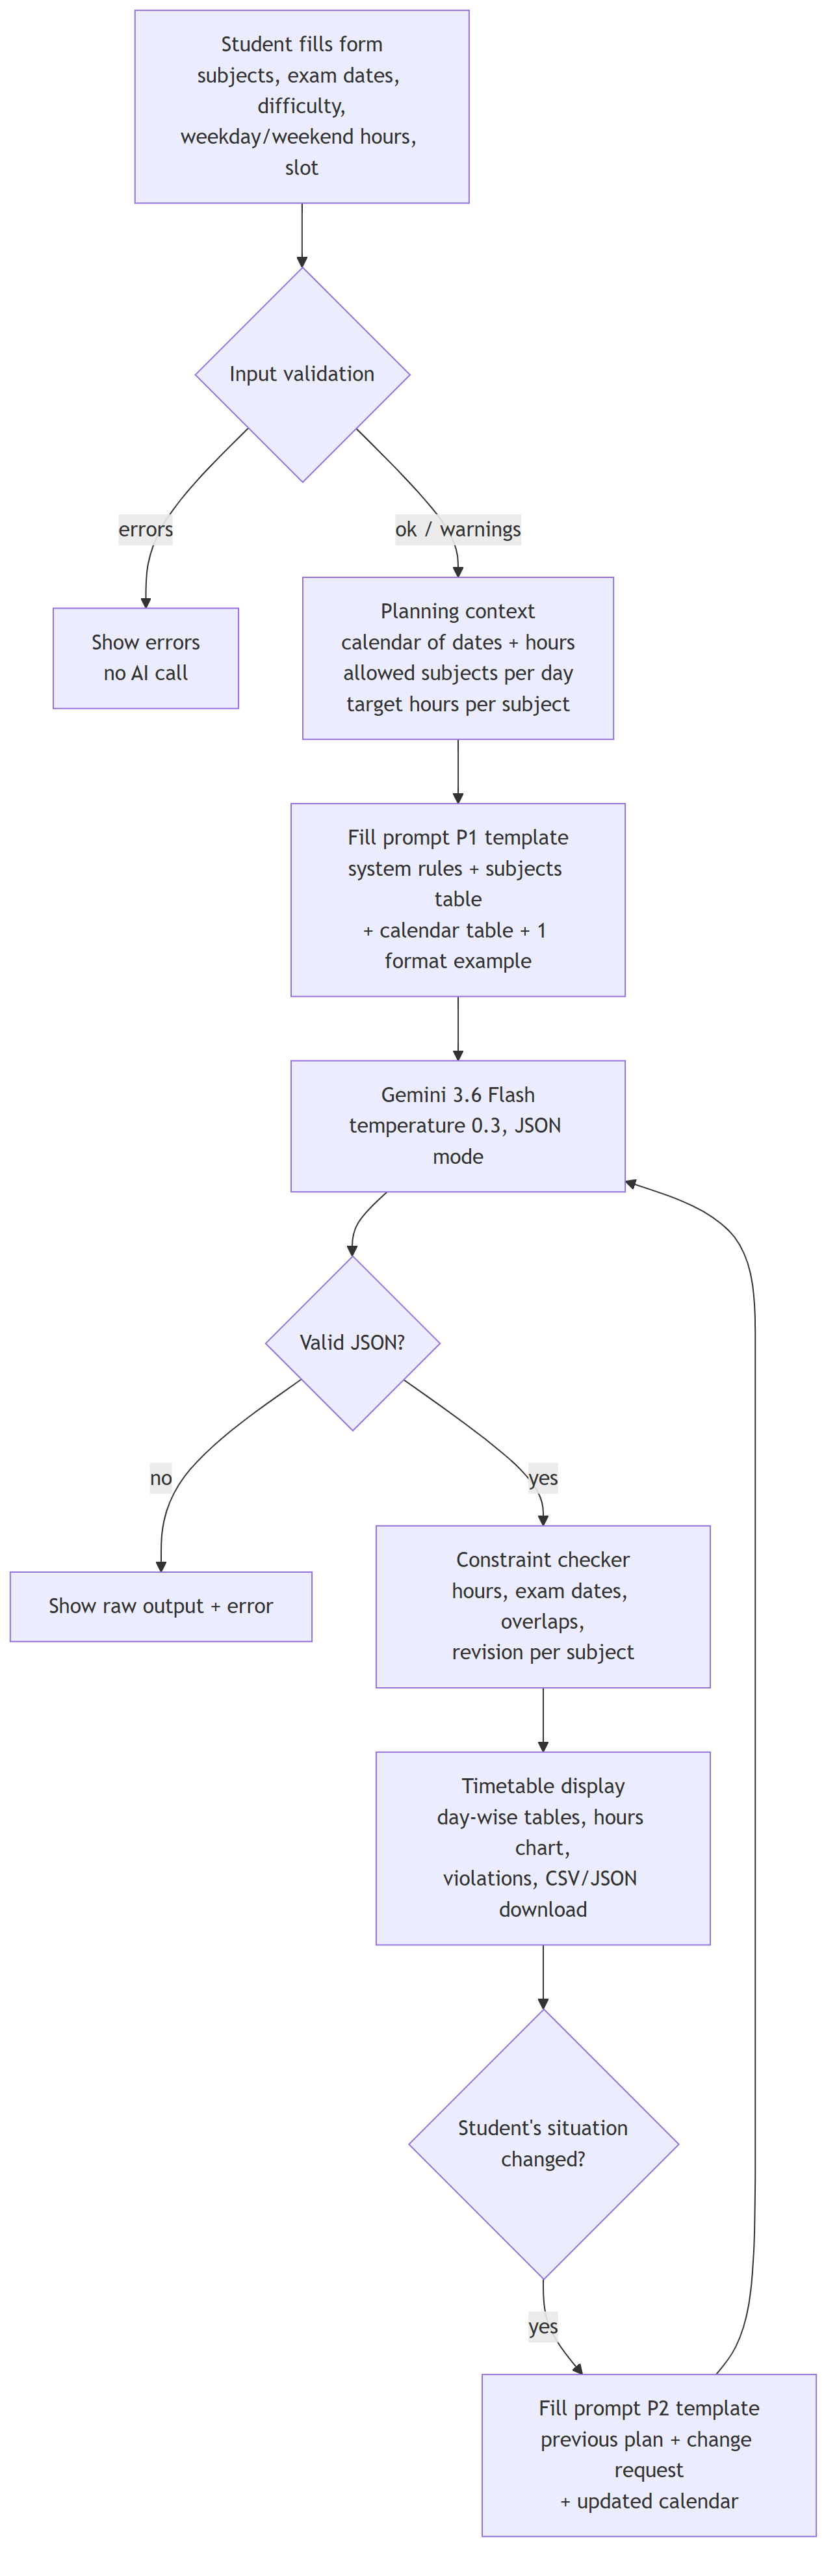 Student fills form
subjects, exam dates,
difficulty,
weekday/weekend hours,
slot
Input validation
errors
ok / warnings
Show errors
no AI call
Planning context
calendar of dates + hours
allowed subjects per day
target hours per subject
Fill prompt P1 template
system rules + subjects
table
+ calendar table + 1
format example
Gemini 3.6 Flash
temperature 0.3, JSON
mode
Valid JSON?
no
yes
Show raw output + error
Constraint checker
hours, exam dates,
overlaps,
revision per subject
Timetable display
day-wise tables, hours
chart,
violations, CSV/JSON
download
Student's situation
changed?
yes
Fill prompt P2 template
previous plan + change
request
+ updated calendar